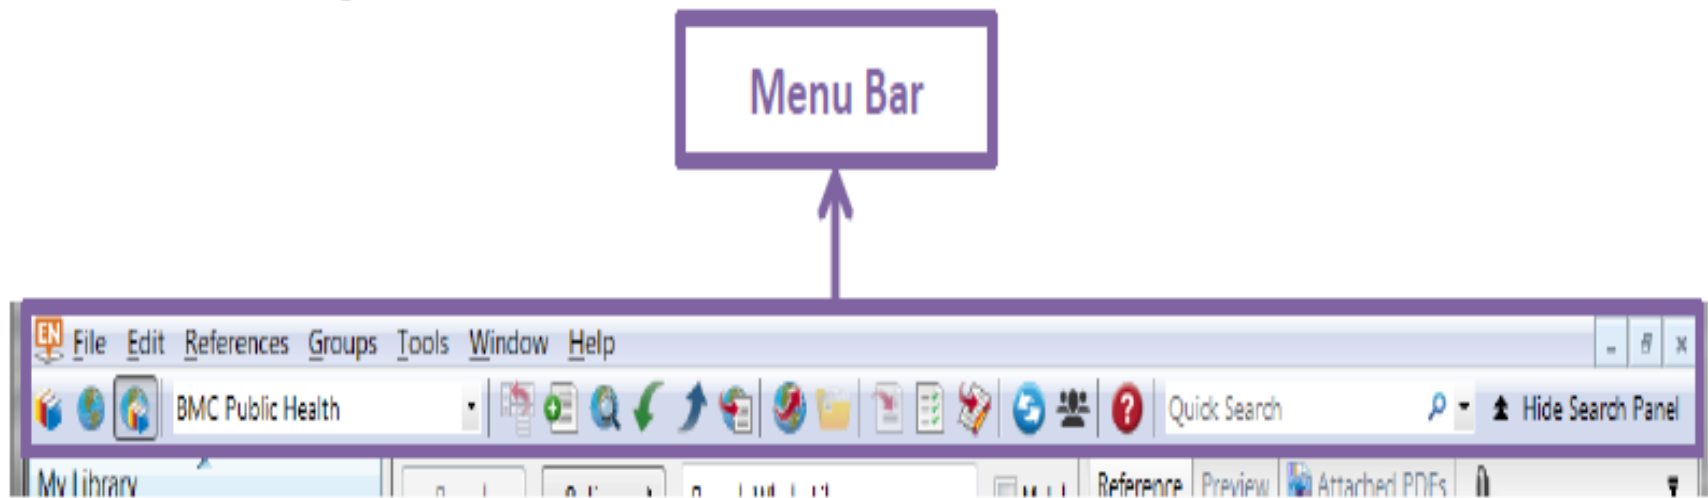 Menu Bar
EN File Edit References Groups Tools Window Help
BMC Public Health ? Quick Search Hide Search Panel
My Library Reference Preview Attached PDFs